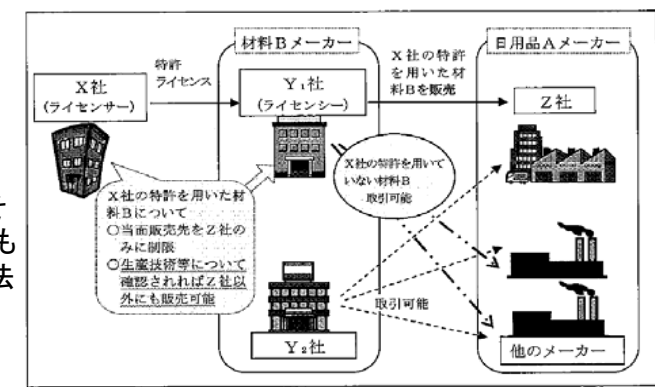 材料Bメーカー
日用品Aメーカー
X社
(ライセンサー)
特許
ライセンス
Y₁社
(ライセンシー)
X社の特許
を用いた材
料Bを販売
Z社
X社の特許を用いて
いない材料B
取引可能
X社の特許を用いた材
料Bについて
○当面販売先をZ社の
みに制限
○生産技術等について
確認されればZ社以
外にも販売可能
取引可能
Y₂社
他のメーカー
も
法